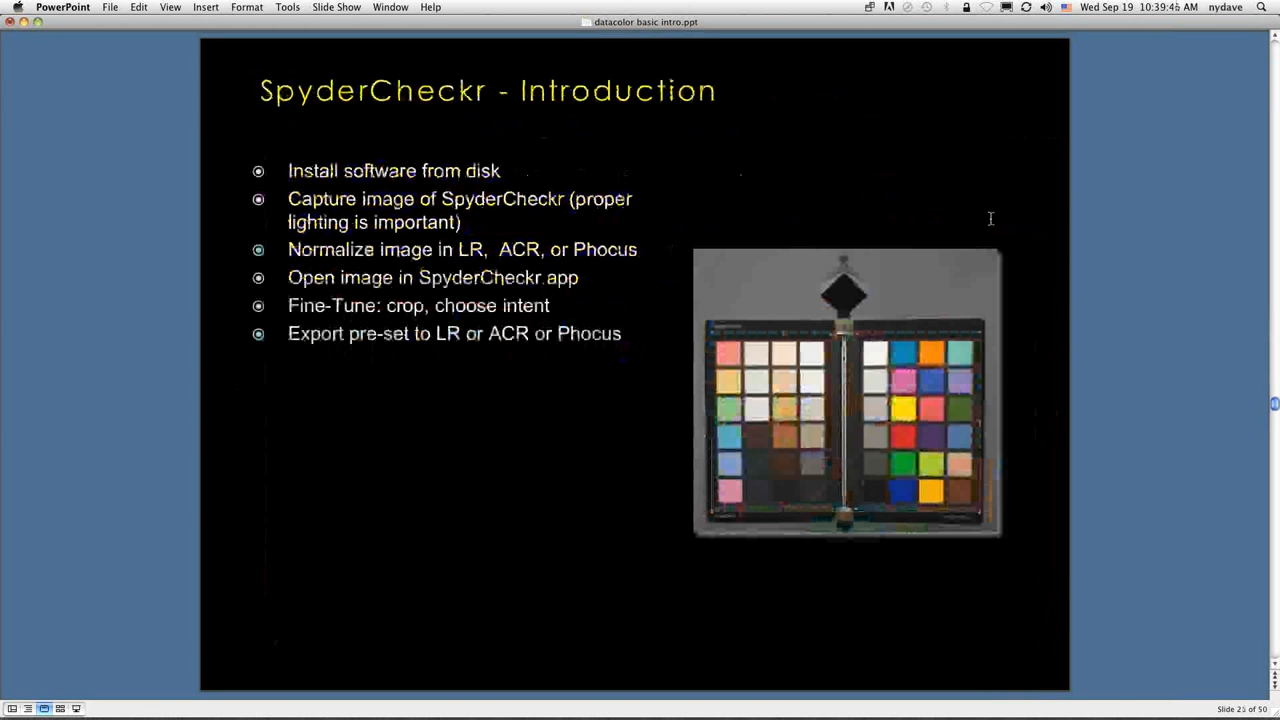 PowerPoint File Edit View Insert Format Tools Slide Show Window Help Wed Sep 19 10:39:46 AM nydave
datacolor basic intro.ppt
SpyderCheckr - Introduction
Install software from disk
Capture image of SpyderCheckr (proper
lighting is important)
Normalize image in LR, ACR, or Phocus
Open image in SpyderCheckr app
Fine-Tune: crop, choose intent
Export pre-set to LR or ACR or Phocus
Slide 25 of 50